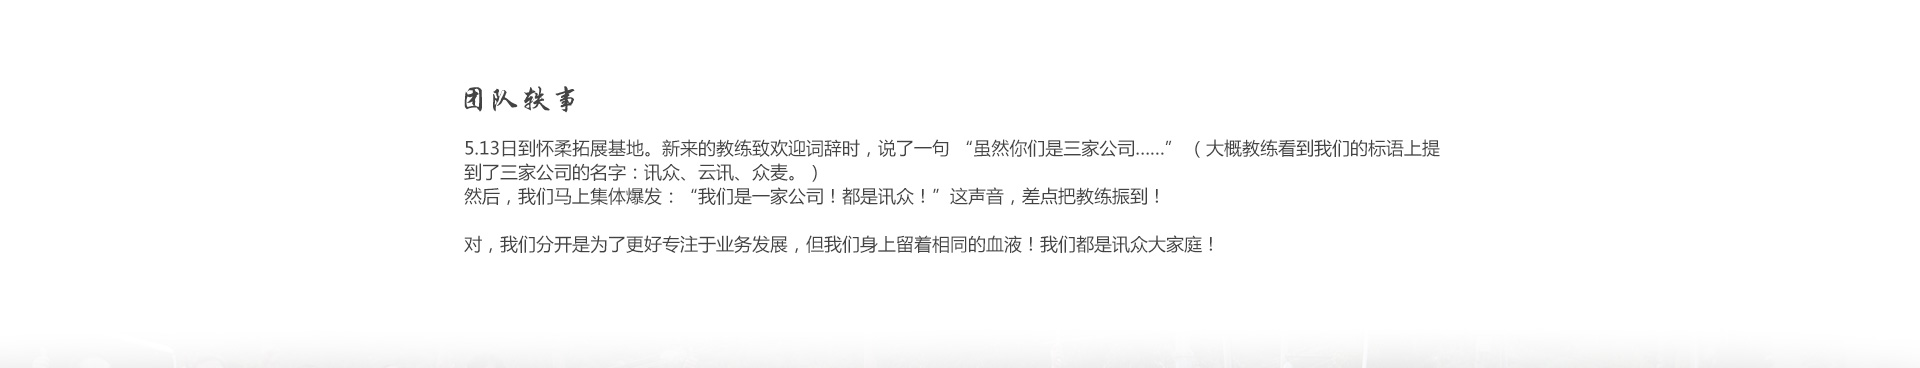 团队轶事
5.13日到怀柔拓展基地。新来的教练致欢迎词辞时，说了一句 “虽然你们是三家公司......” （大概教练看到我们的标语上提
到了三家公司的名字：讯众、云讯、众麦。）
然后，我们马上集体爆发：“我们是一家公司！都是讯众！”这声音，差点把教练振到！
对，我们分开是为了更好专注于业务发展，但我们身上留着相同的血液！我们都是讯众大家庭！